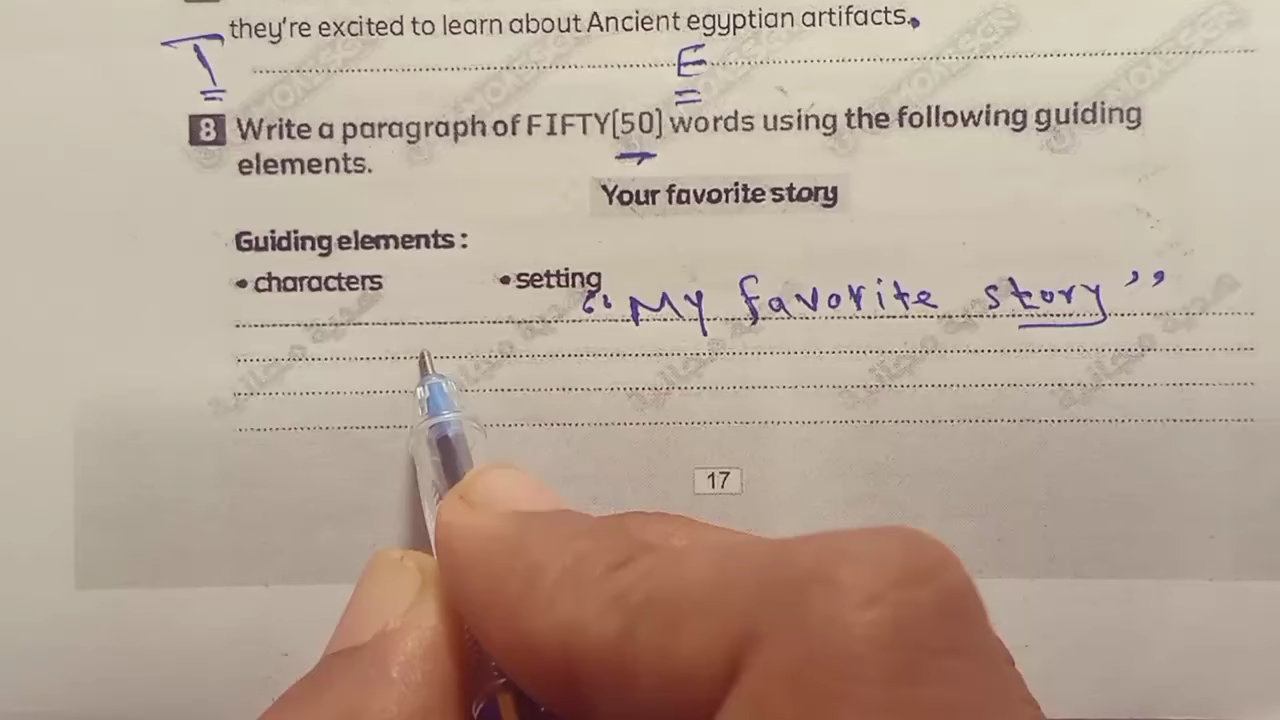 they're excited to learn about Ancient egyptian artifacts.
T E
8 Write a paragraph of FIFTY(50) words using the following guiding
elements.
Your favorite story
Guiding elements :
• characters • setting
“My favorite story”
17